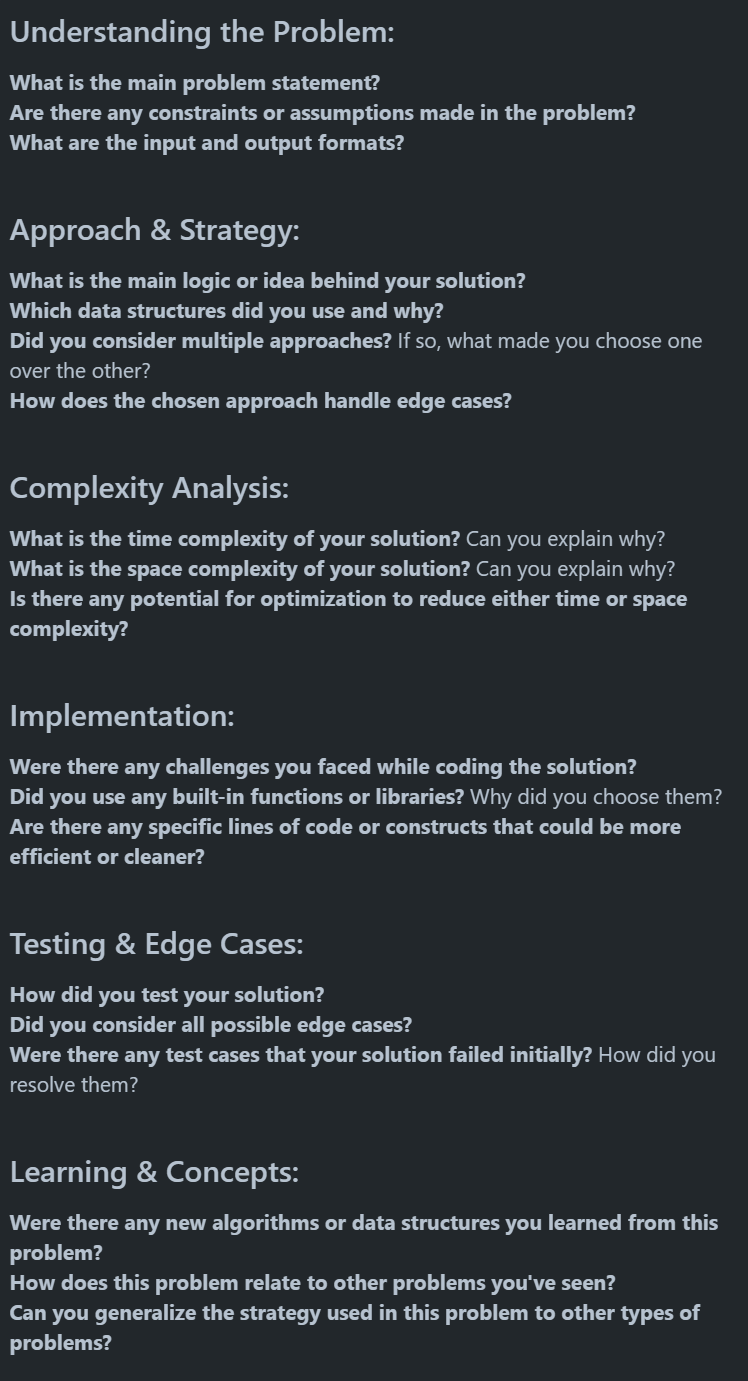 Understanding the Problem:
What is the main problem statement?
Are there any constraints or assumptions made in the problem?
What are the input and output formats?
Approach & Strategy:
What is the main logic or idea behind your solution?
Which data structures did you use and why?
Did you consider multiple approaches? If so, what made you choose one
over the other?
How does the chosen approach handle edge cases?
Complexity Analysis:
What is the time complexity of your solution? Can you explain why?
What is the space complexity of your solution? Can you explain why?
Is there any potential for optimization to reduce either time or space
complexity?
Implementation:
Were there any challenges you faced while coding the solution?
Did you use any built-in functions or libraries? Why did you choose them?
Are there any specific lines of code or constructs that could be more
efficient or cleaner?
Testing & Edge Cases:
How did you test your solution?
Did you consider all possible edge cases?
Were there any test cases that your solution failed initially? How did you
resolve them?
Learning & Concepts:
Were there any new algorithms or data structures you learned from this
problem?
How does this problem relate to other problems you've seen?
Can you generalize the strategy used in this problem to other types of
problems?